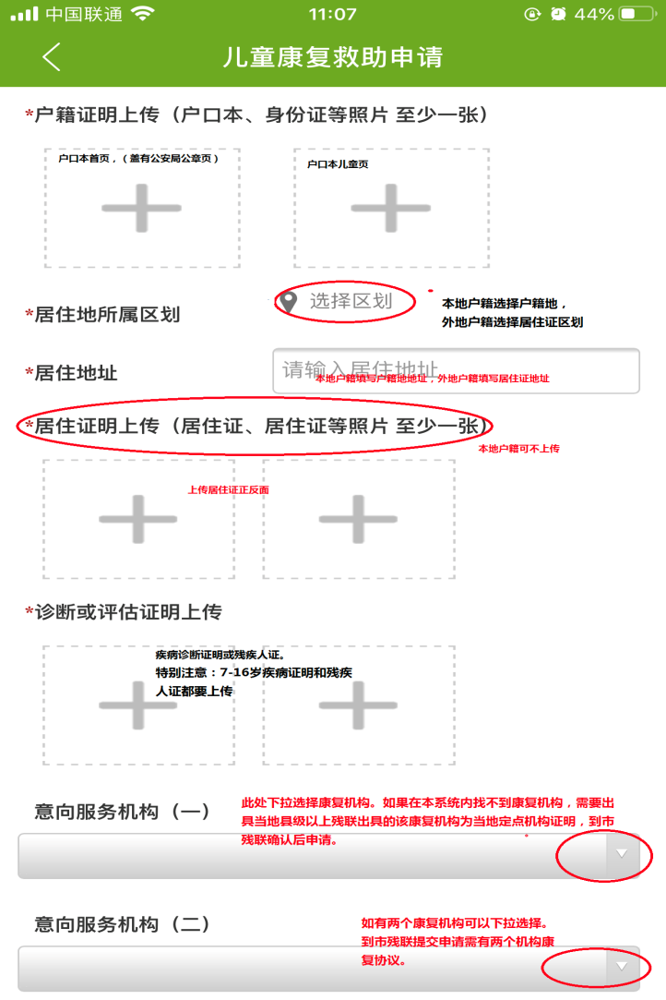 中国联通 11:07 44%
儿童康复救助申请
*户籍证明上传（户口本、身份证等照片 至少一张）
户口本首页，（盖有公安局公章页）
户口本儿童页
*居住地所属区划
选择区划
本地户籍选择户籍地，
外地户籍选择居住证区划
*居住地址
请输入居住地址
本地户籍填写户籍地地址，外地户籍填写居住证地址
*居住证明上传（居住证、居住证等照片 至少一张）
本地户籍可不上传
上传居住证正反面
*诊断或评估证明上传
疾病诊断证明或残疾人证。
特别注意：7-16岁疾病证明和残疾
人证都要上传
意向服务机构（一）
此处下拉选择康复机构。如果在本系统内找不到康复机构，需要出
具当地县级以上残联出具的该康复机构为当地定点机构证明，到市
残联确认后申请。
意向服务机构（二）
如有两个康复机构可以下拉选择。
到市残联提交申请需有两个机构康
复协议。